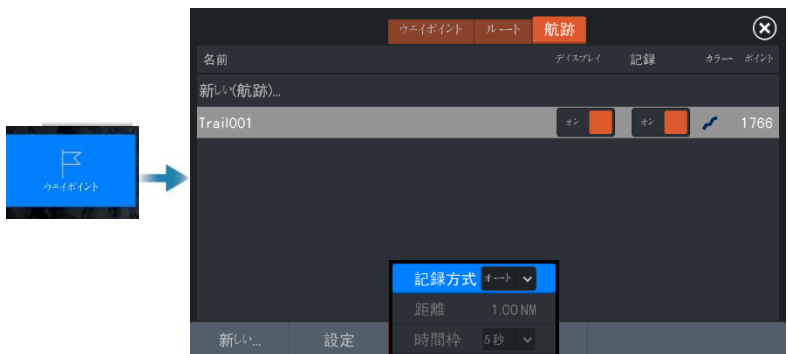 ウエイポイント ルート 航跡
名前 ディスプレイ 記録 カラー ポイント
新しい(航跡)...
Trail001 オン オン 1766
ウエイポイント
記録方式 オート
距離 1.00 NM
新しい... 設定 時間枠 5秒